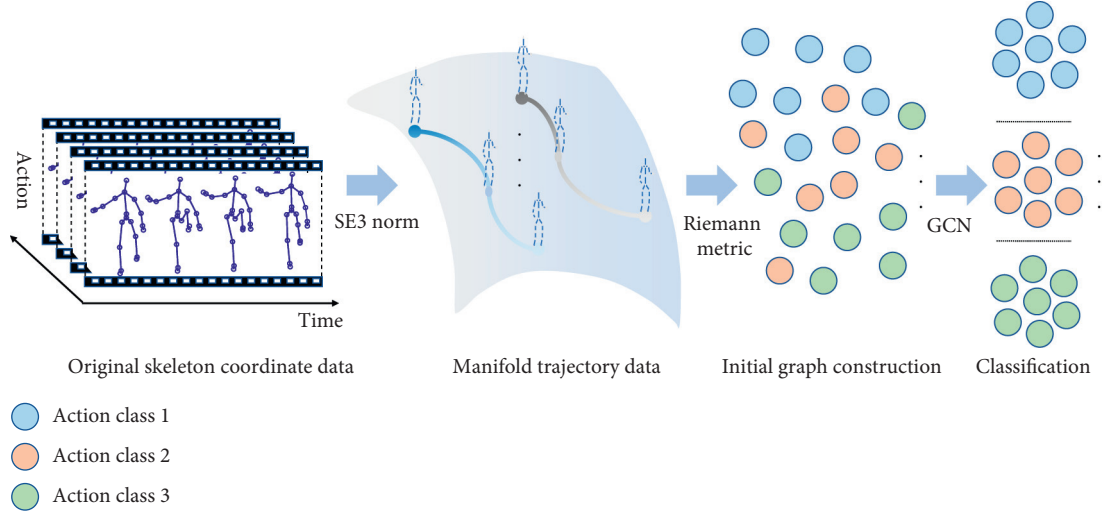 Action
Time
SE3 norm
Riemann
metric
GCN
Original skeleton coordinate data
Manifold trajectory data
Initial graph construction
Classification
Action class 1
Action class 2
Action class 3